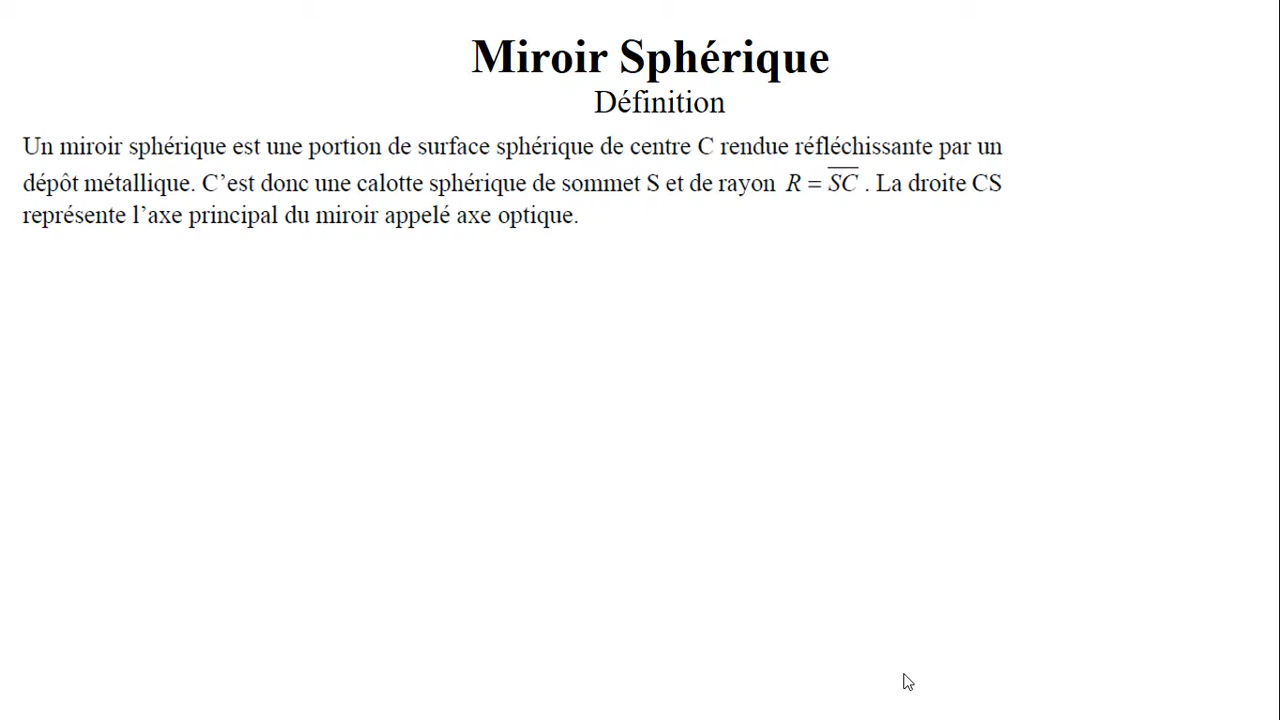 Miroir Sphérique
Définition
Un miroir sphérique est une portion de surface sphérique de centre C rendue réfléchissante par un
dépôt métallique. C’est donc une calotte sphérique de sommet S et de rayon R = S̅C̅ . La droite CS
représente l’axe principal du miroir appelé axe optique.